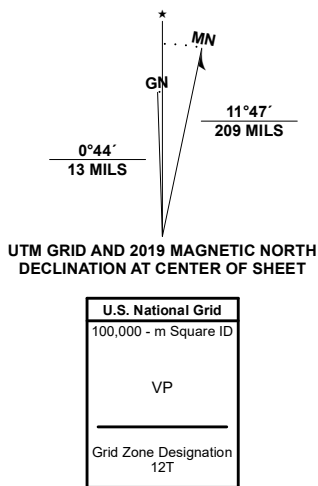 ★
MN
GN
11°47´
209 MILS
0°44´
13 MILS
UTM GRID AND 2019 MAGNETIC NORTH
DECLINATION AT CENTER OF SHEET
U.S. National Grid
100,000 - m Square ID
VP
Grid Zone Designation
12T